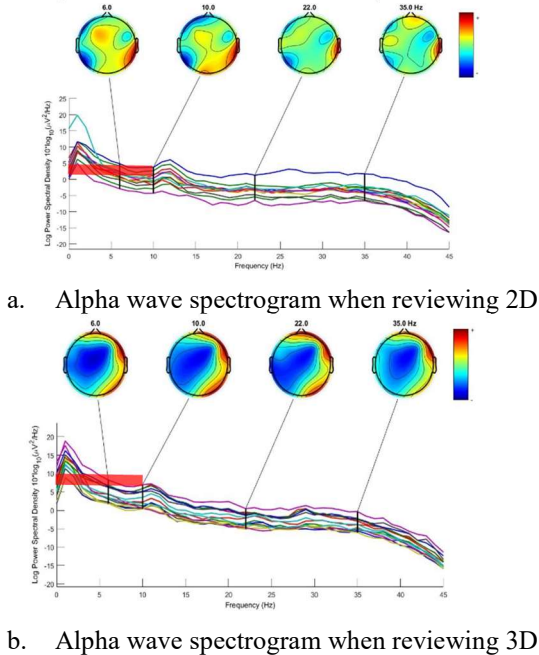 6.0 10.0 22.0 35.0 Hz
+
-
Log Power Spectral Density 10*log10(μV2/Hz)
25
20
15
10
5
0
-5
-10
-15
-20
0 5 10 15 20 25 30 35 40 45
Frequency (Hz)
a. Alpha wave spectrogram when reviewing 2D
6.0 10.0 22.0 35.0 Hz
+
-
Log Power Spectral Density 10*log10(μV2/Hz)
25
20
15
10
5
0
-5
-10
-15
-20
0 5 10 15 20 25 30 35 40 45
Frequency (Hz)
b. Alpha wave spectrogram when reviewing 3D